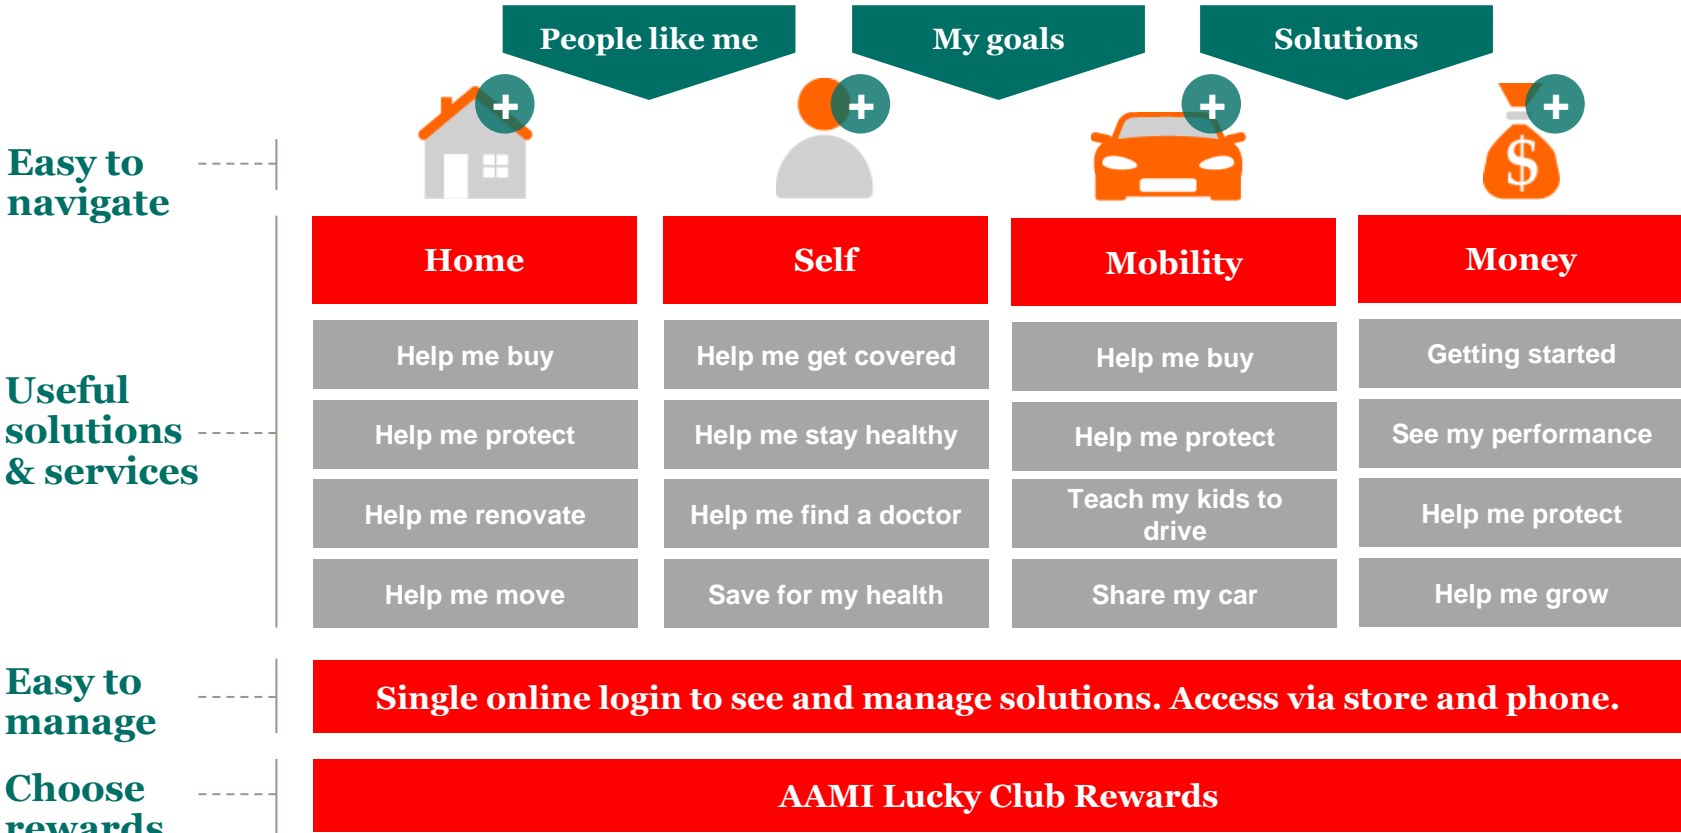 People like me
My goals
Solutions
+
+
+
+
$
Easy to
navigate
Home
Self
Mobility
Money
Useful
solutions
& services
Help me buy
Help me get covered
Help me buy
Getting started
Help me protect
Help me stay healthy
Help me protect
See my performance
Help me renovate
Help me find a doctor
Teach my kids to
drive
Help me protect
Help me move
Save for my health
Share my car
Help me grow
Easy to
manage
Single online login to see and manage solutions. Access via store and phone.
Choose
rewards
AAMI Lucky Club Rewards